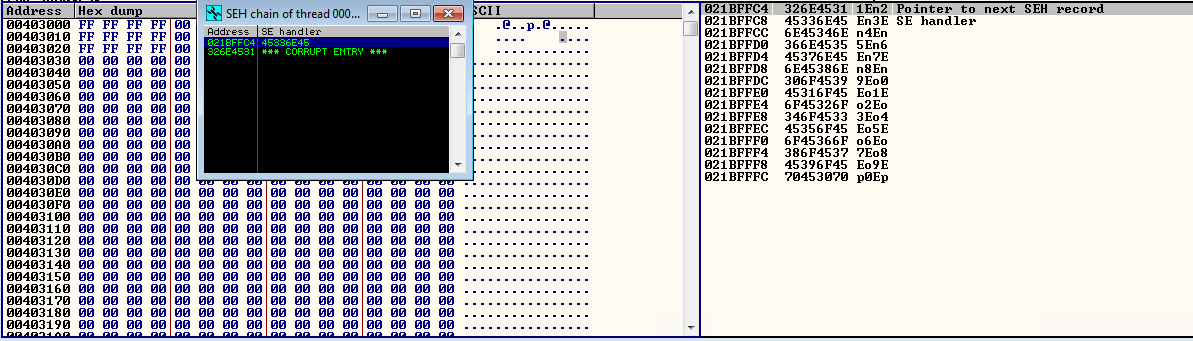 Address Hex dump CCII
00403000 FF FF FF FF 00 .@..p.@.....
00403010 FF FF FF FF 00 ....
00403020 FF FF FF FF 00 ..............
00403030 00 00 00 00 00 ..............
00403040 00 00 00 00 00 ..............
00403050 00 00 00 00 00 ..............
00403060 00 00 00 00 00 ..............
00403070 00 00 00 00 00 ..............
00403080 00 00 00 00 00 ..............
00403090 00 00 00 00 00 ..............
004030A0 00 00 00 00 00 ..............
004030B0 00 00 00 00 00 ..............
004030C0 00 00 00 00 00 ..............
004030D0 00 00 00 00 00 00 00 00 00 00 00 00 00 00 00 00 ................
004030E0 00 00 00 00 00 00 00 00 00 00 00 00 00 00 00 00 ................
004030F0 00 00 00 00 00 00 00 00 00 00 00 00 00 00 00 00 ................
00403100 00 00 00 00 00 00 00 00 00 00 00 00 00 00 00 00 ................
00403110 00 00 00 00 00 00 00 00 00 00 00 00 00 00 00 00 ................
00403120 00 00 00 00 00 00 00 00 00 00 00 00 00 00 00 00 ................
00403130 00 00 00 00 00 00 00 00 00 00 00 00 00 00 00 00 ................
00403140 00 00 00 00 00 00 00 00 00 00 00 00 00 00 00 00 ................
00403150 00 00 00 00 00 00 00 00 00 00 00 00 00 00 00 00 ................
00403160 00 00 00 00 00 00 00 00 00 00 00 00 00 00 00 00 ................
00403170 00 00 00 00 00 00 00 00 00 00 00 00 00 00 00 00 ................
00403180 00 00 00 00 00 00 00 00 00 00 00 00 00 00 00 00 ................
00403190 00 00 00 00 00 00 00 00 00 00 00 00 00 00 00 00 ................
SEH chain of thread 000...
Address SE handler
021BFFC4 45336E45
326E4531 *** CORRUPT ENTRY ***
021BFFC4 326E4531 1En2 Pointer to next SEH record
021BFFC8 45336E45 En3E SE handler
021BFFCC 6E45346E n4En
021BFFD0 366E4535 5En6
021BFFD4 45376E45 En7E
021BFFD8 6E45386E n8En
021BFFDC 306F4539 9Eo0
021BFFE0 45316F45 Eo1E
021BFFE4 6F45326F o2Eo
021BFFE8 346F4533 3Eo4
021BFFEC 45356F45 Eo5E
021BFFF0 6F45366F o6Eo
021BFFF4 386F4537 7Eo8
021BFFF8 45396F45 Eo9E
021BFFFC 70453070 p0Ep